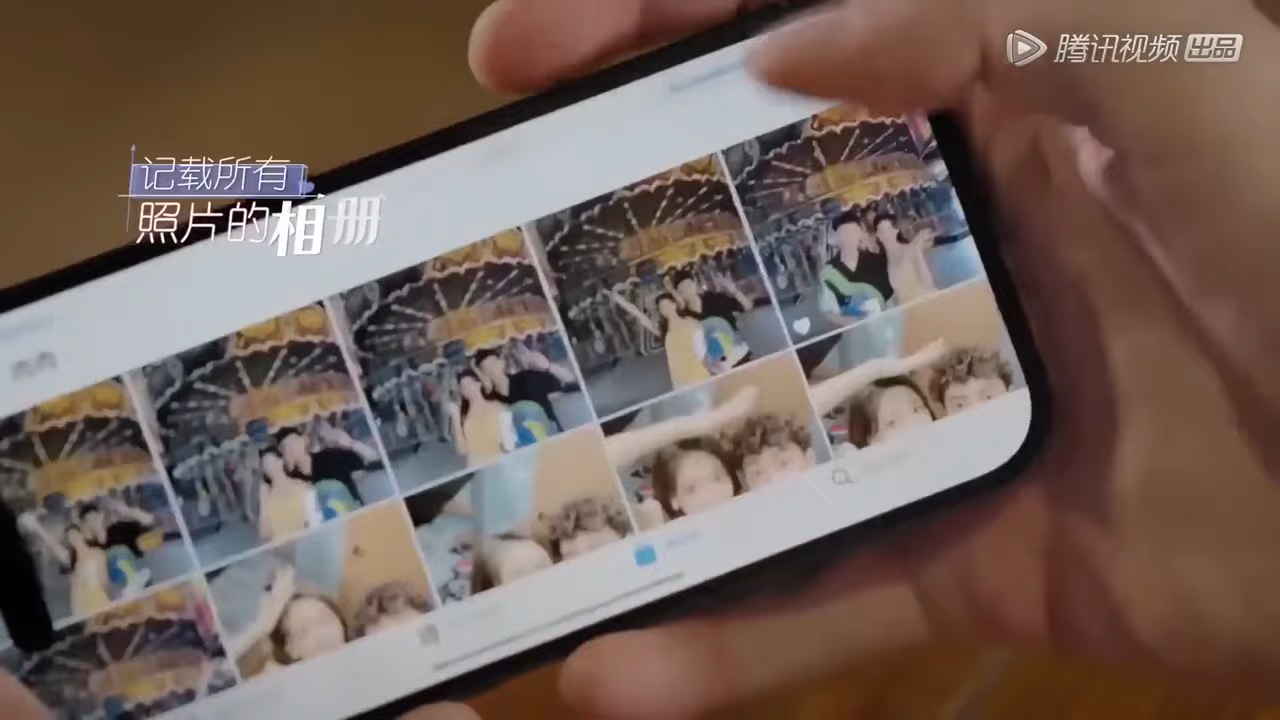 腾讯视频 出品
记载所有
照片的相册